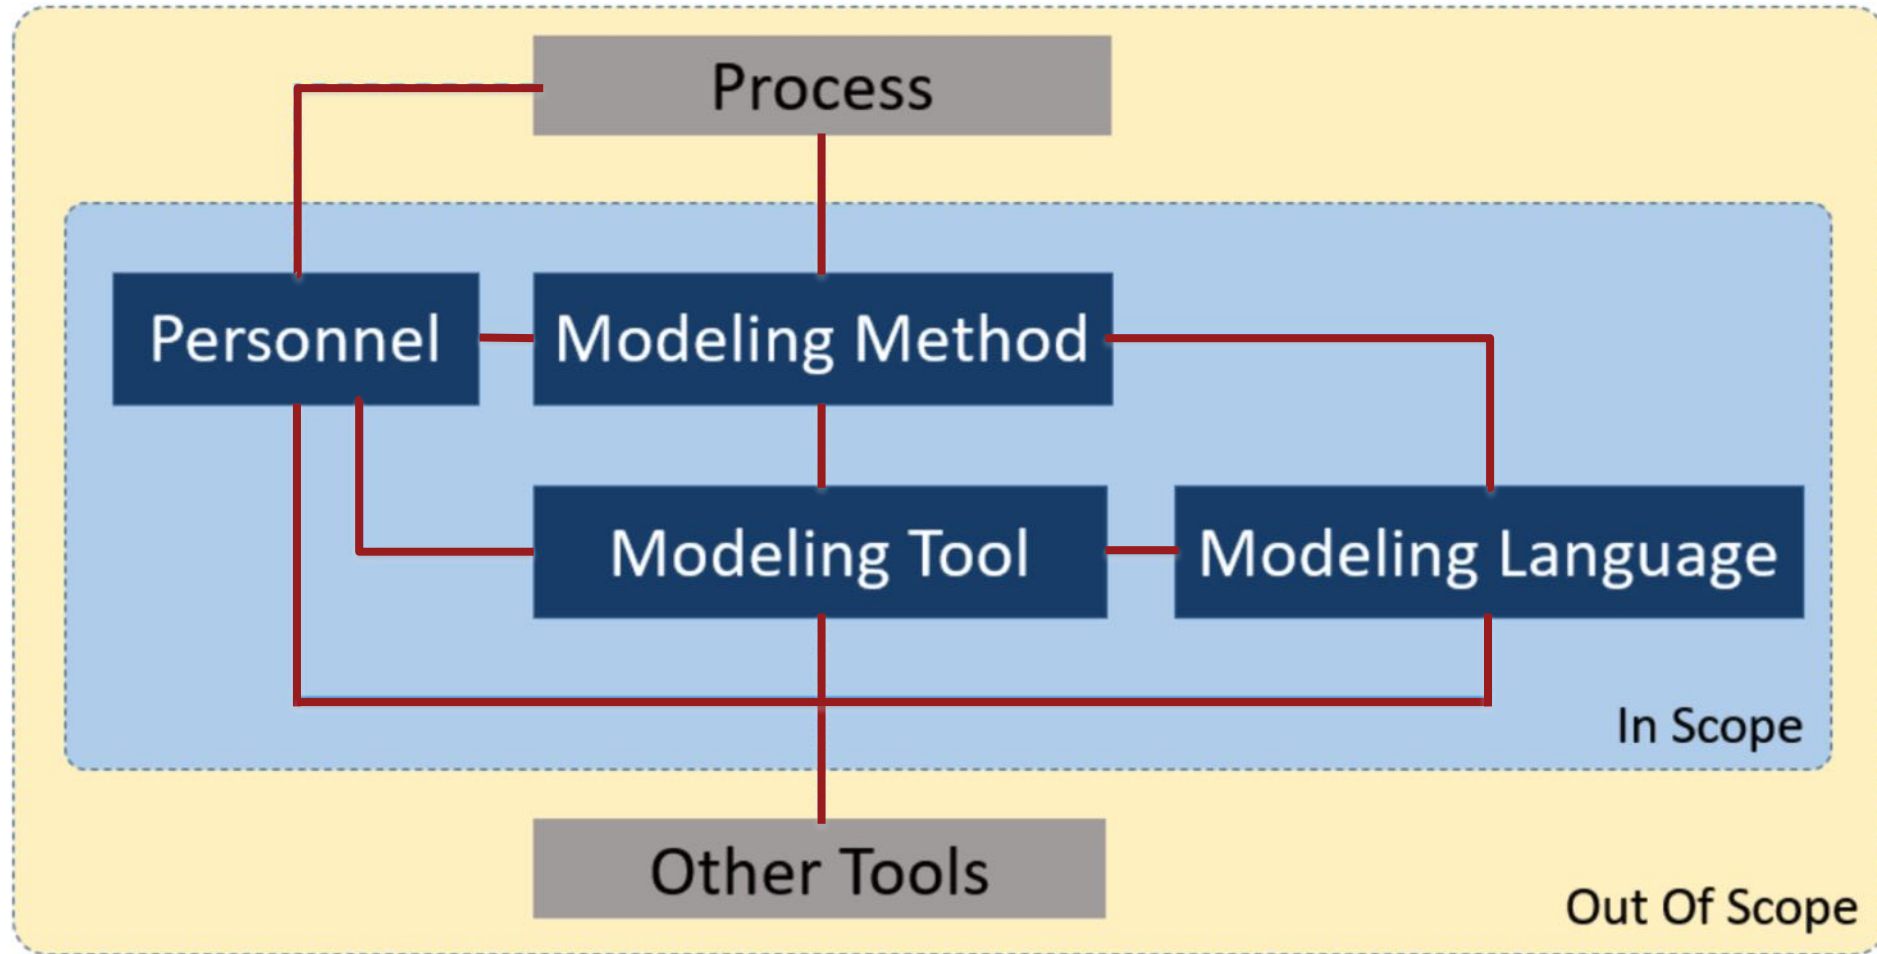 Process
Personnel
Modeling Method
Modeling Tool
Modeling Language
In Scope
Other Tools
Out Of Scope